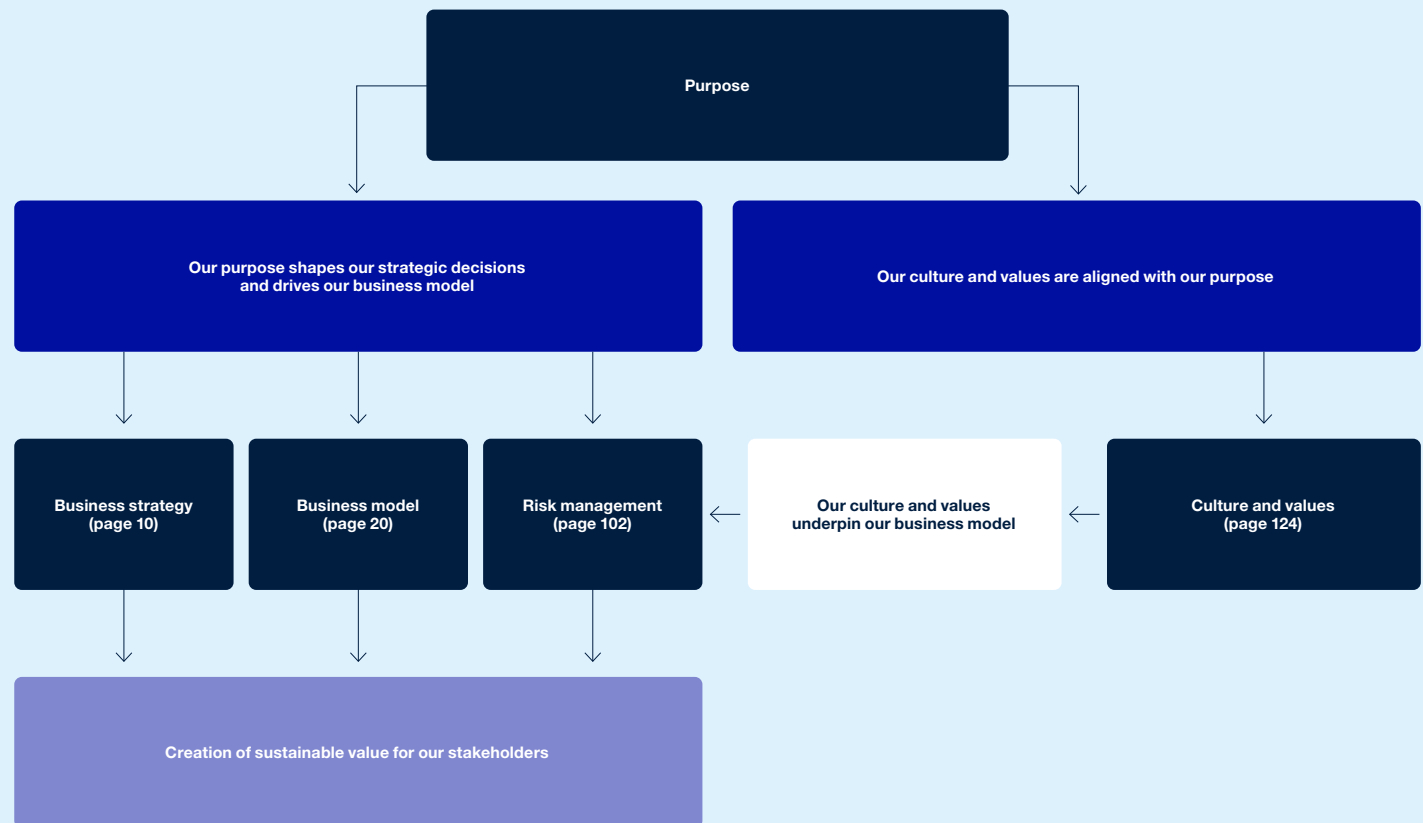 Purpose
Our purpose shapes our strategic decisions
and drives our business model
Our culture and values are aligned with our purpose
Business strategy
(page 10)
Business model
(page 20)
Risk management
(page 102)
Our culture and values
underpin our business model
Culture and values
(page 124)
Creation of sustainable value for our stakeholders